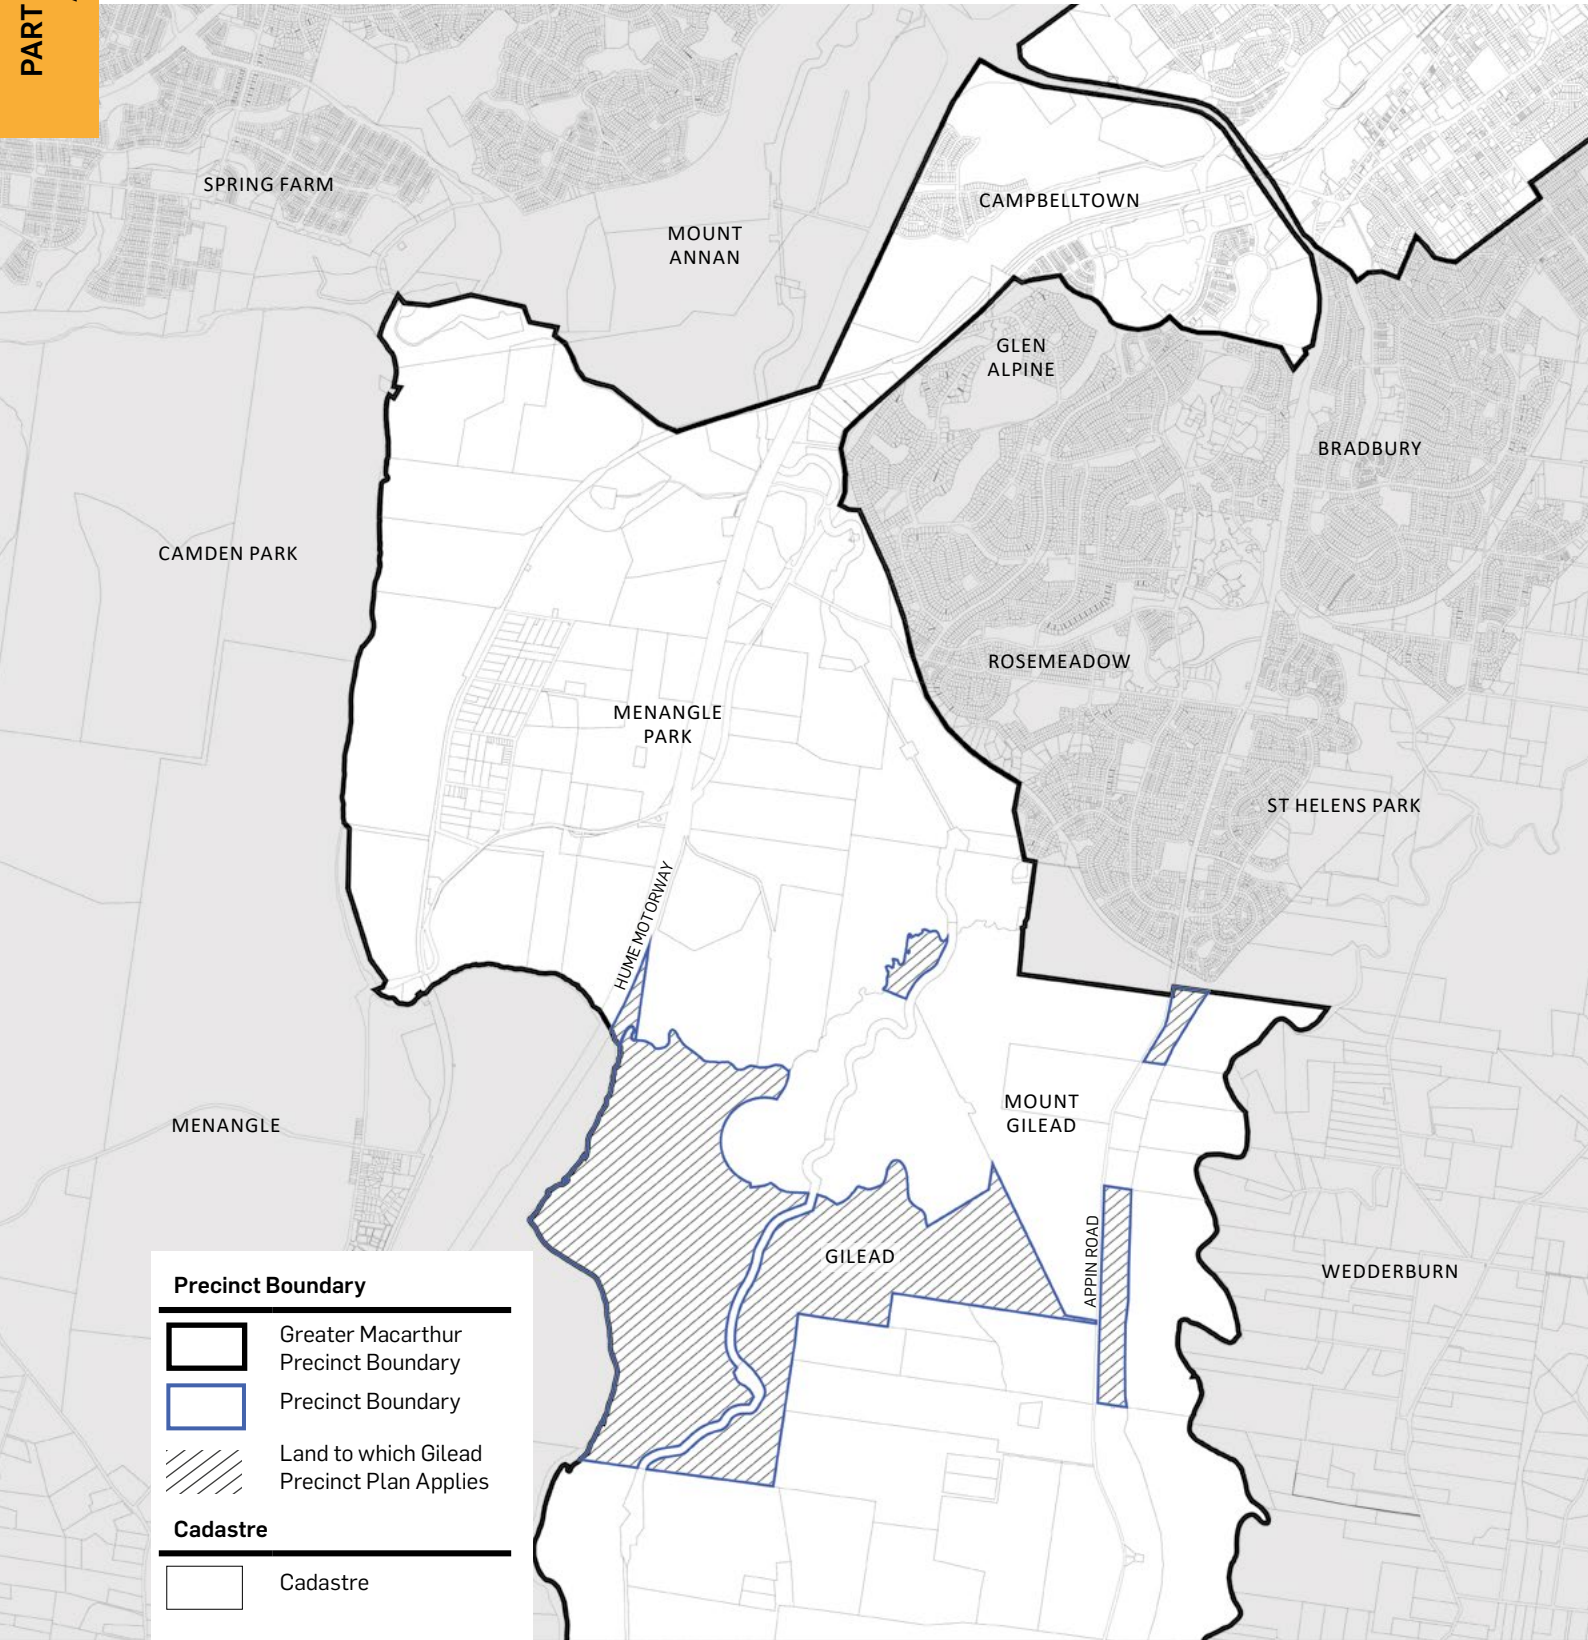 PART
SPRING FARM
CAMPBELLTOWN
MOUNT
ANNAN
GLEN
ALPINE
BRADBURY
CAMDEN PARK
ROSEMEADOW
MENANGLE
PARK
ST HELENS PARK
HUME MOTORWAY
MOUNT
GILEAD
MENANGLE
APPIN ROAD
GILEAD
WEDDERBURN
Precinct Boundary
Greater Macarthur
Precinct Boundary
Precinct Boundary
Land to which Gilead
Precinct Plan Applies
Cadastre
Cadastre